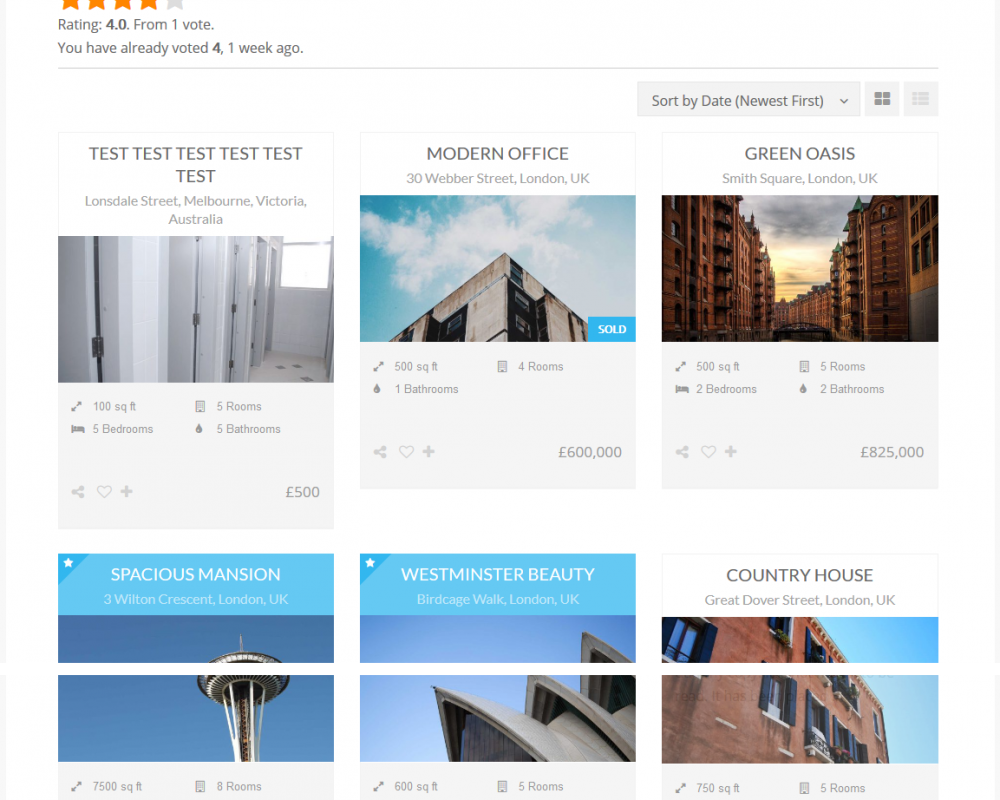 Rating: 4.0. From 1 vote.
You have already voted 4, 1 week ago.
Sort by Date (Newest First)
TEST TEST TEST TEST TEST
TEST
Lonsdale Street, Melbourne, Victoria,
Australia
100 sq ft
5 Rooms
5 Bedrooms
5 Bathrooms
£500
MODERN OFFICE
30 Webber Street, London, UK
SOLD
500 sq ft
4 Rooms
1 Bathrooms
£600,000
GREEN OASIS
Smith Square, London, UK
500 sq ft
5 Rooms
2 Bedrooms
2 Bathrooms
£825,000
SPACIOUS MANSION
3 Wilton Crescent, London, UK
7500 sq ft
8 Rooms
WESTMINSTER BEAUTY
Birdcage Walk, London, UK
600 sq ft
5 Rooms
COUNTRY HOUSE
Great Dover Street, London, UK
750 sq ft
5 Rooms